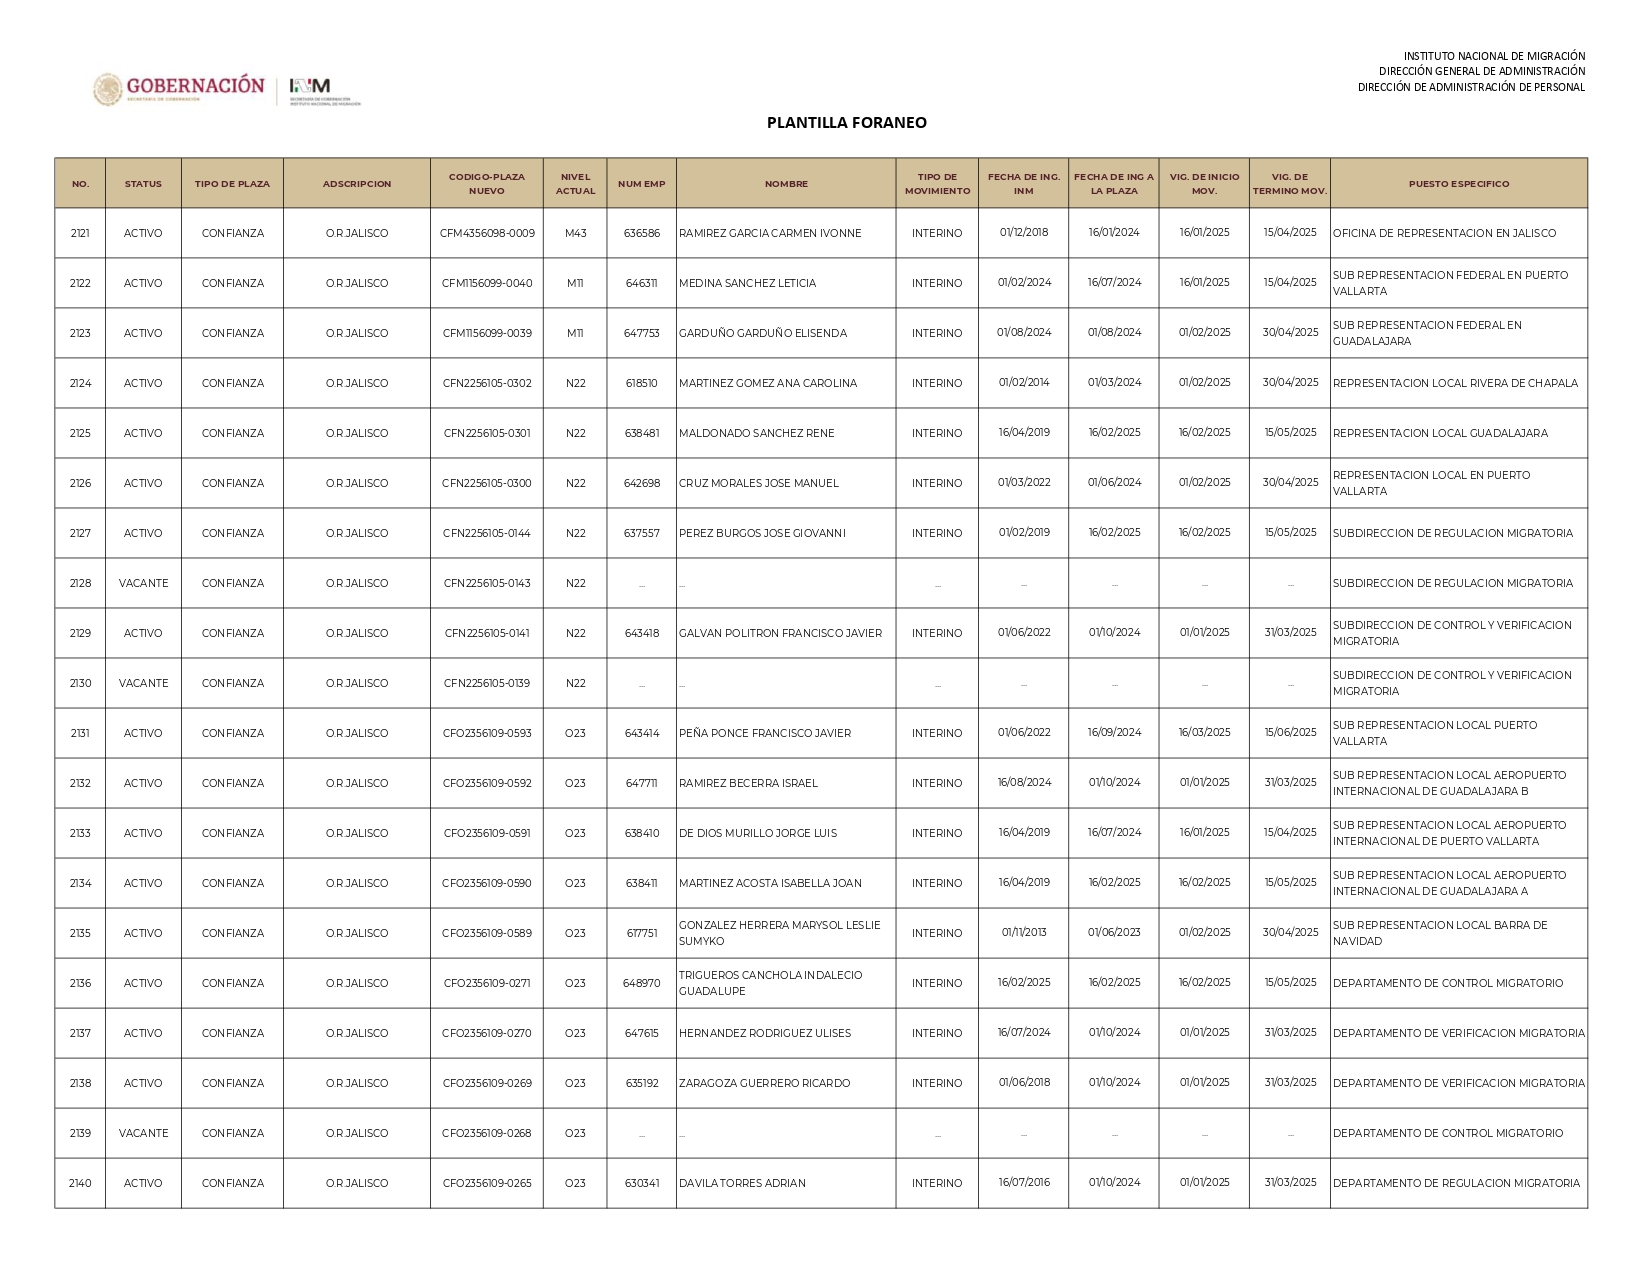 INSTITUTO NACIONAL DE MIGRACIÓN
DIRECCIÓN GENERAL DE ADMINISTRACIÓN
DIRECCIÓN DE ADMINISTRACIÓN DE PERSONAL
GOBERNACIÓN
SECRETARÍA DE GOBERNACIÓN
INM
SECRETARÍA DE GOBERNACIÓN
INSTITUTO NACIONAL DE MIGRACIÓN
PLANTILLA FORANEO
NO. STATUS TIPO DE PLAZA ADSCRIPCION CODIGO-PLAZA NUEVO NIVEL ACTUAL NUM EMP NOMBRE TIPO DE MOVIMIENTO FECHA DE ING. INM FECHA DE ING A LA PLAZA VIG. DE INICIO MOV. VIG. DE TERMINO MOV. PUESTO ESPECIFICO
2121 ACTIVO CONFIANZA O.R.JALISCO CFM4356098-0009 M43 636586 RAMIREZ GARCIA CARMEN IVONNE INTERINO 01/12/2018 16/01/2024 16/01/2025 15/04/2025 OFICINA DE REPRESENTACION EN JALISCO
2122 ACTIVO CONFIANZA O.R.JALISCO CFM1156099-0040 M11 646311 MEDINA SANCHEZ LETICIA INTERINO 01/02/2024 16/07/2024 16/01/2025 15/04/2025 SUB REPRESENTACION FEDERAL EN PUERTO VALLARTA
2123 ACTIVO CONFIANZA O.R.JALISCO CFM1156099-0039 M11 647753 GARDUÑO GARDUÑO ELISENDA INTERINO 01/08/2024 01/08/2024 01/02/2025 30/04/2025 SUB REPRESENTACION FEDERAL EN GUADALAJARA
2124 ACTIVO CONFIANZA O.R.JALISCO CFN2256105-0302 N22 618510 MARTINEZ GOMEZ ANA CAROLINA INTERINO 01/02/2014 01/03/2024 01/02/2025 30/04/2025 REPRESENTACION LOCAL RIVERA DE CHAPALA
2125 ACTIVO CONFIANZA O.R.JALISCO CFN2256105-0301 N22 638481 MALDONADO SANCHEZ RENE INTERINO 16/04/2019 16/02/2025 16/02/2025 15/05/2025 REPRESENTACION LOCAL GUADALAJARA
2126 ACTIVO CONFIANZA O.R.JALISCO CFN2256105-0300 N22 642698 CRUZ MORALES JOSE MANUEL INTERINO 01/03/2022 01/06/2024 01/02/2025 30/04/2025 REPRESENTACION LOCAL EN PUERTO VALLARTA
2127 ACTIVO CONFIANZA O.R.JALISCO CFN2256105-0144 N22 637557 PEREZ BURGOS JOSE GIOVANNI INTERINO 01/02/2019 16/02/2025 16/02/2025 15/05/2025 SUBDIRECCION DE REGULACION MIGRATORIA
2128 VACANTE CONFIANZA O.R.JALISCO CFN2256105-0143 N22 ... ... ... ... ... ... ... SUBDIRECCION DE REGULACION MIGRATORIA
2129 ACTIVO CONFIANZA O.R.JALISCO CFN2256105-0141 N22 643418 GALVAN POLITRON FRANCISCO JAVIER INTERINO 01/06/2022 01/10/2024 01/01/2025 31/03/2025 SUBDIRECCION DE CONTROL Y VERIFICACION MIGRATORIA
2130 VACANTE CONFIANZA O.R.JALISCO CFN2256105-0139 N22 ... ... ... ... ... ... ... SUBDIRECCION DE CONTROL Y VERIFICACION MIGRATORIA
2131 ACTIVO CONFIANZA O.R.JALISCO CFO2356109-0593 O23 643414 PEÑA PONCE FRANCISCO JAVIER INTERINO 01/06/2022 16/09/2024 16/03/2025 15/06/2025 SUB REPRESENTACION LOCAL PUERTO VALLARTA
2132 ACTIVO CONFIANZA O.R.JALISCO CFO2356109-0592 O23 647711 RAMIREZ BECERRA ISRAEL INTERINO 16/08/2024 01/10/2024 01/01/2025 31/03/2025 SUB REPRESENTACION LOCAL AEROPUERTO INTERNACIONAL DE GUADALAJARA B
2133 ACTIVO CONFIANZA O.R.JALISCO CFO2356109-0591 O23 638410 DE DIOS MURILLO JORGE LUIS INTERINO 16/04/2019 16/07/2024 16/01/2025 15/04/2025 SUB REPRESENTACION LOCAL AEROPUERTO INTERNACIONAL DE PUERTO VALLARTA
2134 ACTIVO CONFIANZA O.R.JALISCO CFO2356109-0590 O23 638411 MARTINEZ ACOSTA ISABELLA JOAN INTERINO 16/04/2019 16/02/2025 16/02/2025 15/05/2025 SUB REPRESENTACION LOCAL AEROPUERTO INTERNACIONAL DE GUADALAJARA A
2135 ACTIVO CONFIANZA O.R.JALISCO CFO2356109-0589 O23 617751 GONZALEZ HERRERA MARYSOL LESLIE SUMYKO INTERINO 01/11/2013 01/06/2023 01/02/2025 30/04/2025 SUB REPRESENTACION LOCAL BARRA DE NAVIDAD
2136 ACTIVO CONFIANZA O.R.JALISCO CFO2356109-0271 O23 648970 TRIGUEROS CANCHOLA INDALECIO GUADALUPE INTERINO 16/02/2025 16/02/2025 16/02/2025 15/05/2025 DEPARTAMENTO DE CONTROL MIGRATORIO
2137 ACTIVO CONFIANZA O.R.JALISCO CFO2356109-0270 O23 647615 HERNANDEZ RODRIGUEZ ULISES INTERINO 16/07/2024 01/10/2024 01/01/2025 31/03/2025 DEPARTAMENTO DE VERIFICACION MIGRATORIA
2138 ACTIVO CONFIANZA O.R.JALISCO CFO2356109-0269 O23 635192 ZARAGOZA GUERRERO RICARDO INTERINO 01/06/2018 01/10/2024 01/01/2025 31/03/2025 DEPARTAMENTO DE VERIFICACION MIGRATORIA
2139 VACANTE CONFIANZA O.R.JALISCO CFO2356109-0268 O23 ... ... ... ... ... ... ... DEPARTAMENTO DE CONTROL MIGRATORIO
2140 ACTIVO CONFIANZA O.R.JALISCO CFO2356109-0265 O23 630341 DAVILA TORRES ADRIAN INTERINO 16/07/2016 01/10/2024 01/01/2025 31/03/2025 DEPARTAMENTO DE REGULACION MIGRATORIA